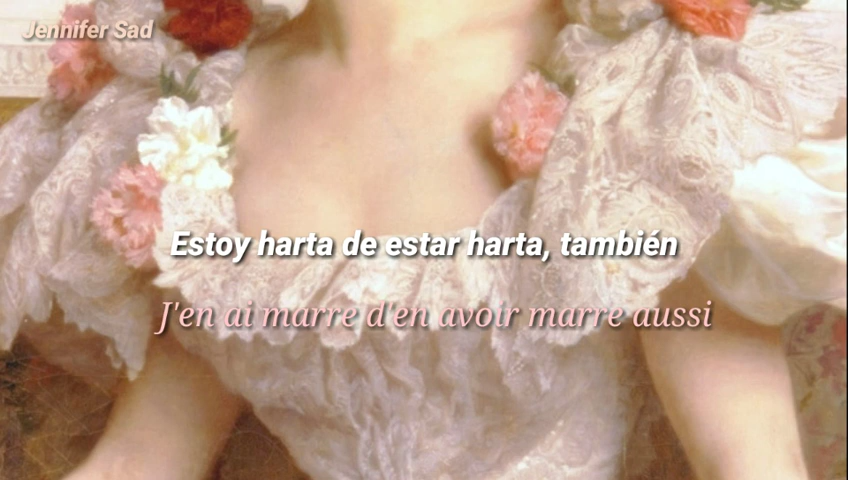 Jennifer Sad
Estoy harta de estar harta, también
J'en ai marre d'en avoir marre aussi